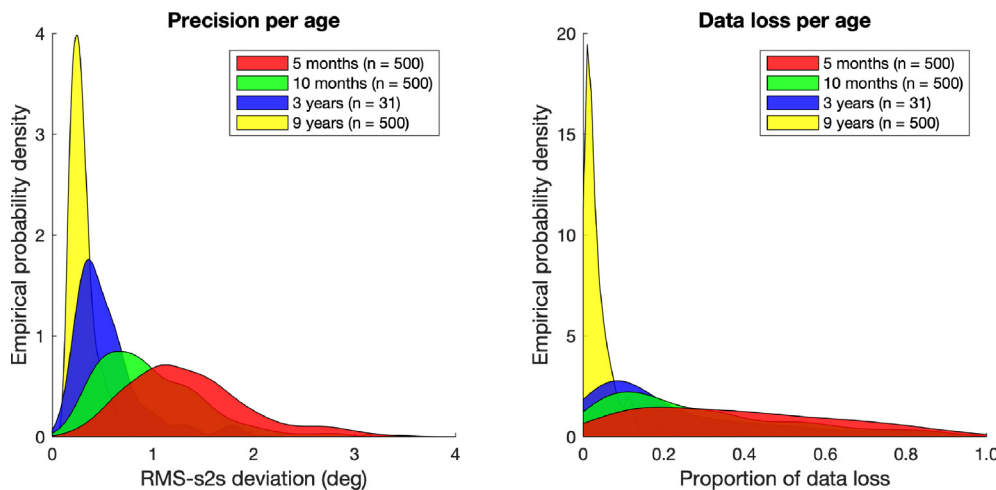 Precision per age
4
3
2
1
0
Empirical probability density
5 months (n = 500)
10 months (n = 500)
3 years (n = 31)
9 years (n = 500)
0
1
2
3
4
RMS-s2s deviation (deg)
Data loss per age
20
15
10
5
0
Empirical probability density
5 months (n = 500)
10 months (n = 500)
3 years (n = 31)
9 years (n = 500)
0
0.2
0.4
0.6
0.8
1.0
Proportion of data loss